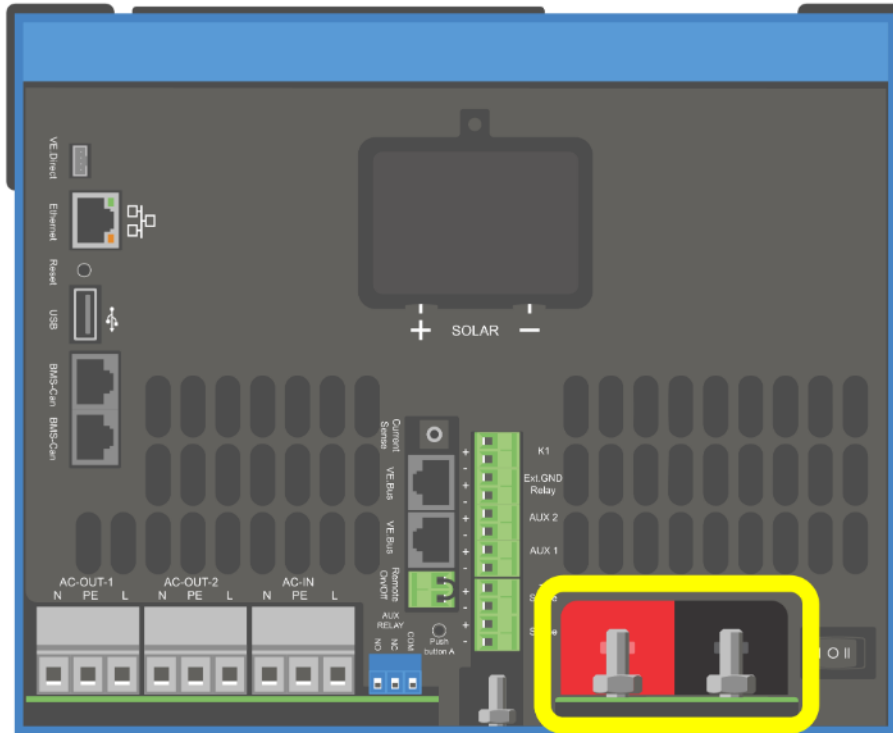 VE.Direct
Ethernet
Reset
USB
BMS-Can
BMS-Can
+ SOLAR −
Current
Sense
VE.Bus
VE.Bus
Remote
On/Off
+
-
+
-
+
-
+
-
+
-
+
-
K1
Ext.GND
Relay
AUX 2
AUX 1
AC-OUT-1
N PE L
AC-OUT-2
N PE L
AC-IN
N PE L
AUX
RELAY
NO NC COM
Push
button A
I O II